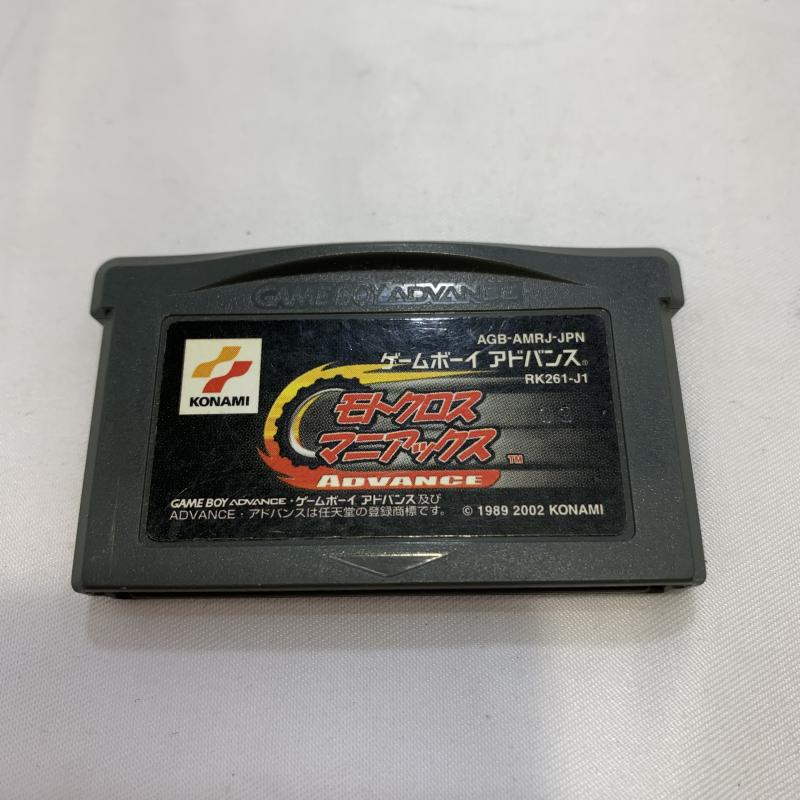 GAME BOY ADVANCE
AGB-AMRJ-JPN
ゲームボーイ アドバンス®
RK261-J1
KONAMI
モトクロス
マニアックス™
ADVANCE
GAME BOY ADVANCE・ゲームボーイ アドバンス及び
ADVANCE・アドバンスは任天堂の登録商標です。
© 1989 2002 KONAMI